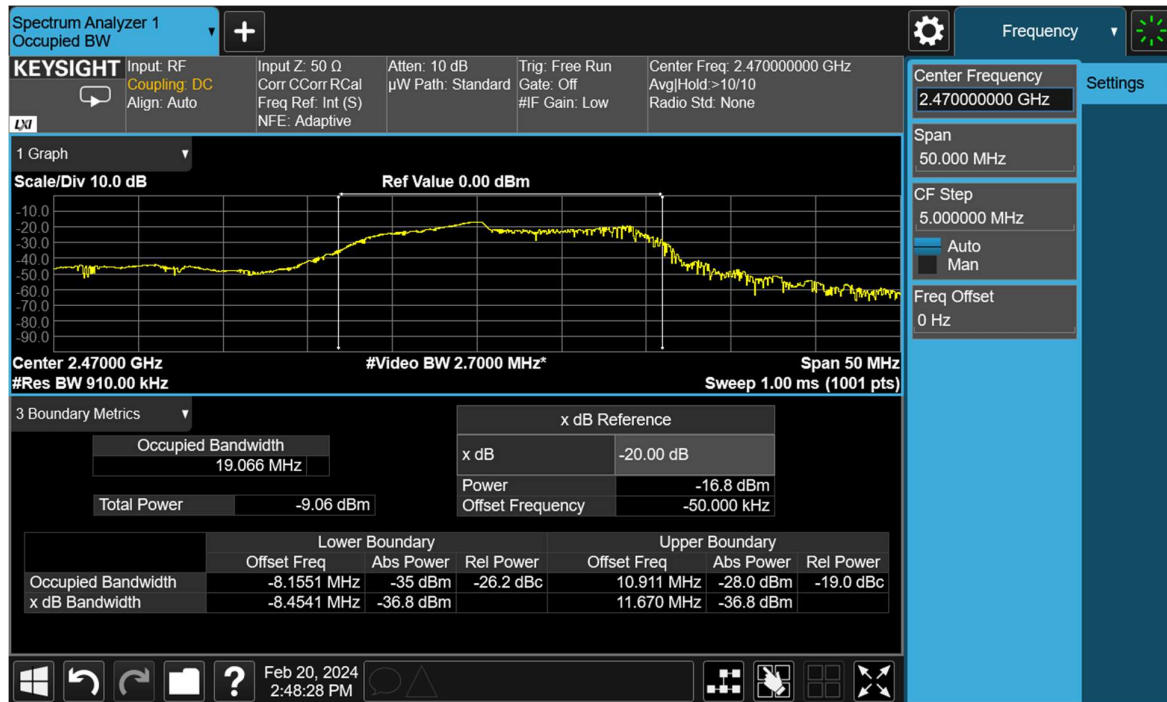 Spectrum Analyzer 1
Occupied BW
+
Frequency
KEYSIGHT
LXI
Input: RF
Coupling: DC
Align: Auto
Input Z: 50 Ω
Corr CCorr RCal
Freq Ref: Int (S)
NFE: Adaptive
Atten: 10 dB
µW Path: Standard
Trig: Free Run
Gate: Off
#IF Gain: Low
Center Freq: 2.470000000 GHz
Avg|Hold:>10/10
Radio Std: None
Center Frequency
2.470000000 GHz
Settings
Span
50.000 MHz
CF Step
5.000000 MHz
Auto
Man
Freq Offset
0 Hz
1 Graph
Scale/Div 10.0 dB Ref Value 0.00 dBm
-10.0
-20.0
-30.0
-40.0
-50.0
-60.0
-70.0
-80.0
-90.0
Center 2.47000 GHz #Video BW 2.7000 MHz* Span 50 MHz
#Res BW 910.00 kHz Sweep 1.00 ms (1001 pts)
3 Boundary Metrics
Occupied Bandwidth
19.066 MHz
Total Power -9.06 dBm
x dB Reference
x dB -20.00 dB
Power -16.8 dBm
Offset Frequency -50.000 kHz
Lower Boundary Upper Boundary
Offset Freq Abs Power Rel Power Offset Freq Abs Power Rel Power
Occupied Bandwidth -8.1551 MHz -35 dBm -26.2 dBc 10.911 MHz -28.0 dBm -19.0 dBc
x dB Bandwidth -8.4541 MHz -36.8 dBm 11.670 MHz -36.8 dBm
?
Feb 20, 2024
2:48:28 PM